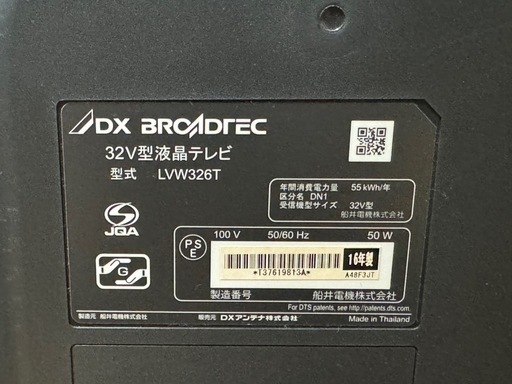 DX BROADTEC
32V型液晶テレビ
型式 LVW326T
年間消費電力量 55 kWh/年
区分名 DN1
受信機型サイズ 32V型
船井電機株式会社
JQA
G
PS
E
100 V 50/60 Hz 50 W
*T37619813A*
16年製
A48F3JT
製造番号 船井電機株式会社
For DTS patents, see http://patents.dts.com.
製造元 船井電機株式会社 販売元 DXアンテナ株式会社 Made in Thailand